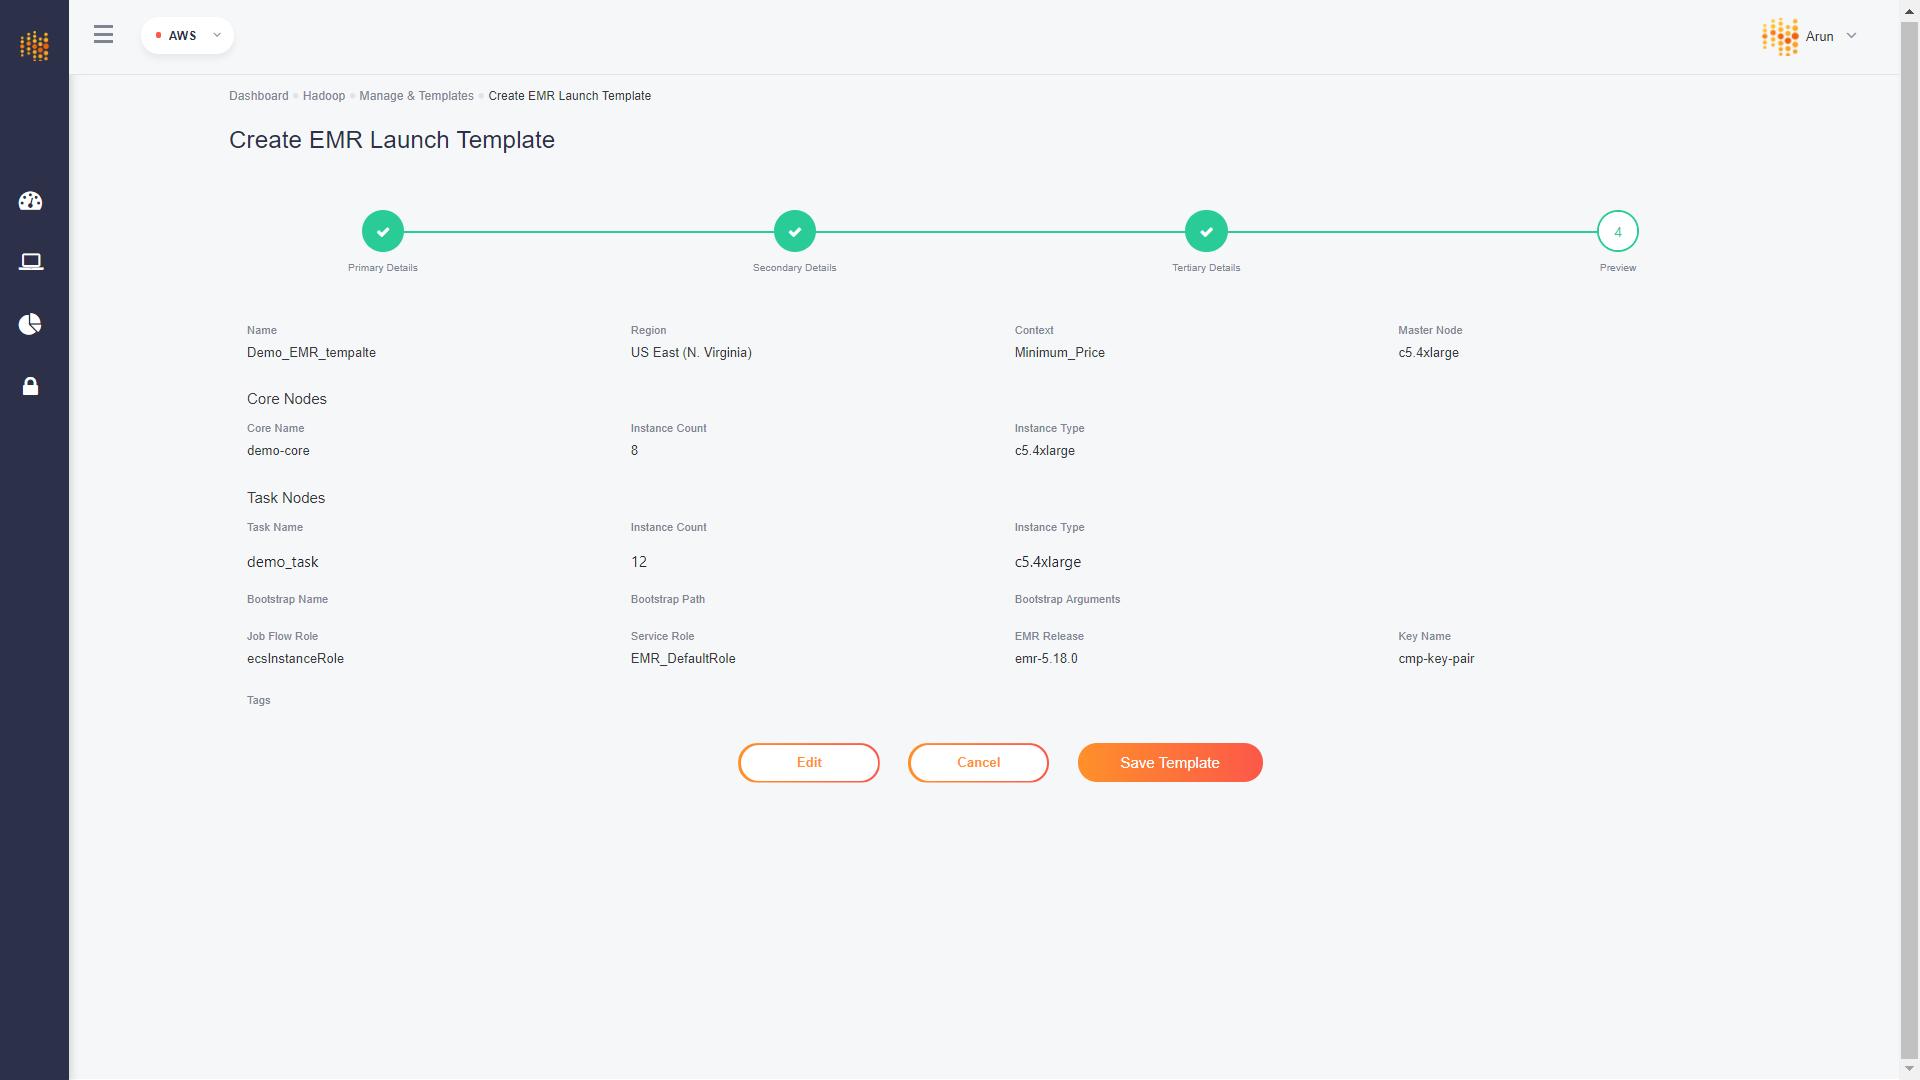 AWS
Arun
Dashboard Hadoop Manage & Templates Create EMR Launch Template
Create EMR Launch Template
4
Primary Details Secondary Details Tertiary Details Preview
Name Region Context Master Node
Demo_EMR_tempalte US East (N. Virginia) Minimum_Price c5.4xlarge
Core Nodes
Core Name Instance Count Instance Type
demo-core 8 c5.4xlarge
Task Nodes
Task Name Instance Count Instance Type
demo_task 12 c5.4xlarge
Bootstrap Name Bootstrap Path Bootstrap Arguments
Job Flow Role Service Role EMR Release Key Name
ecsInstanceRole EMR_DefaultRole emr-5.18.0 cmp-key-pair
Tags
Edit Cancel Save Template